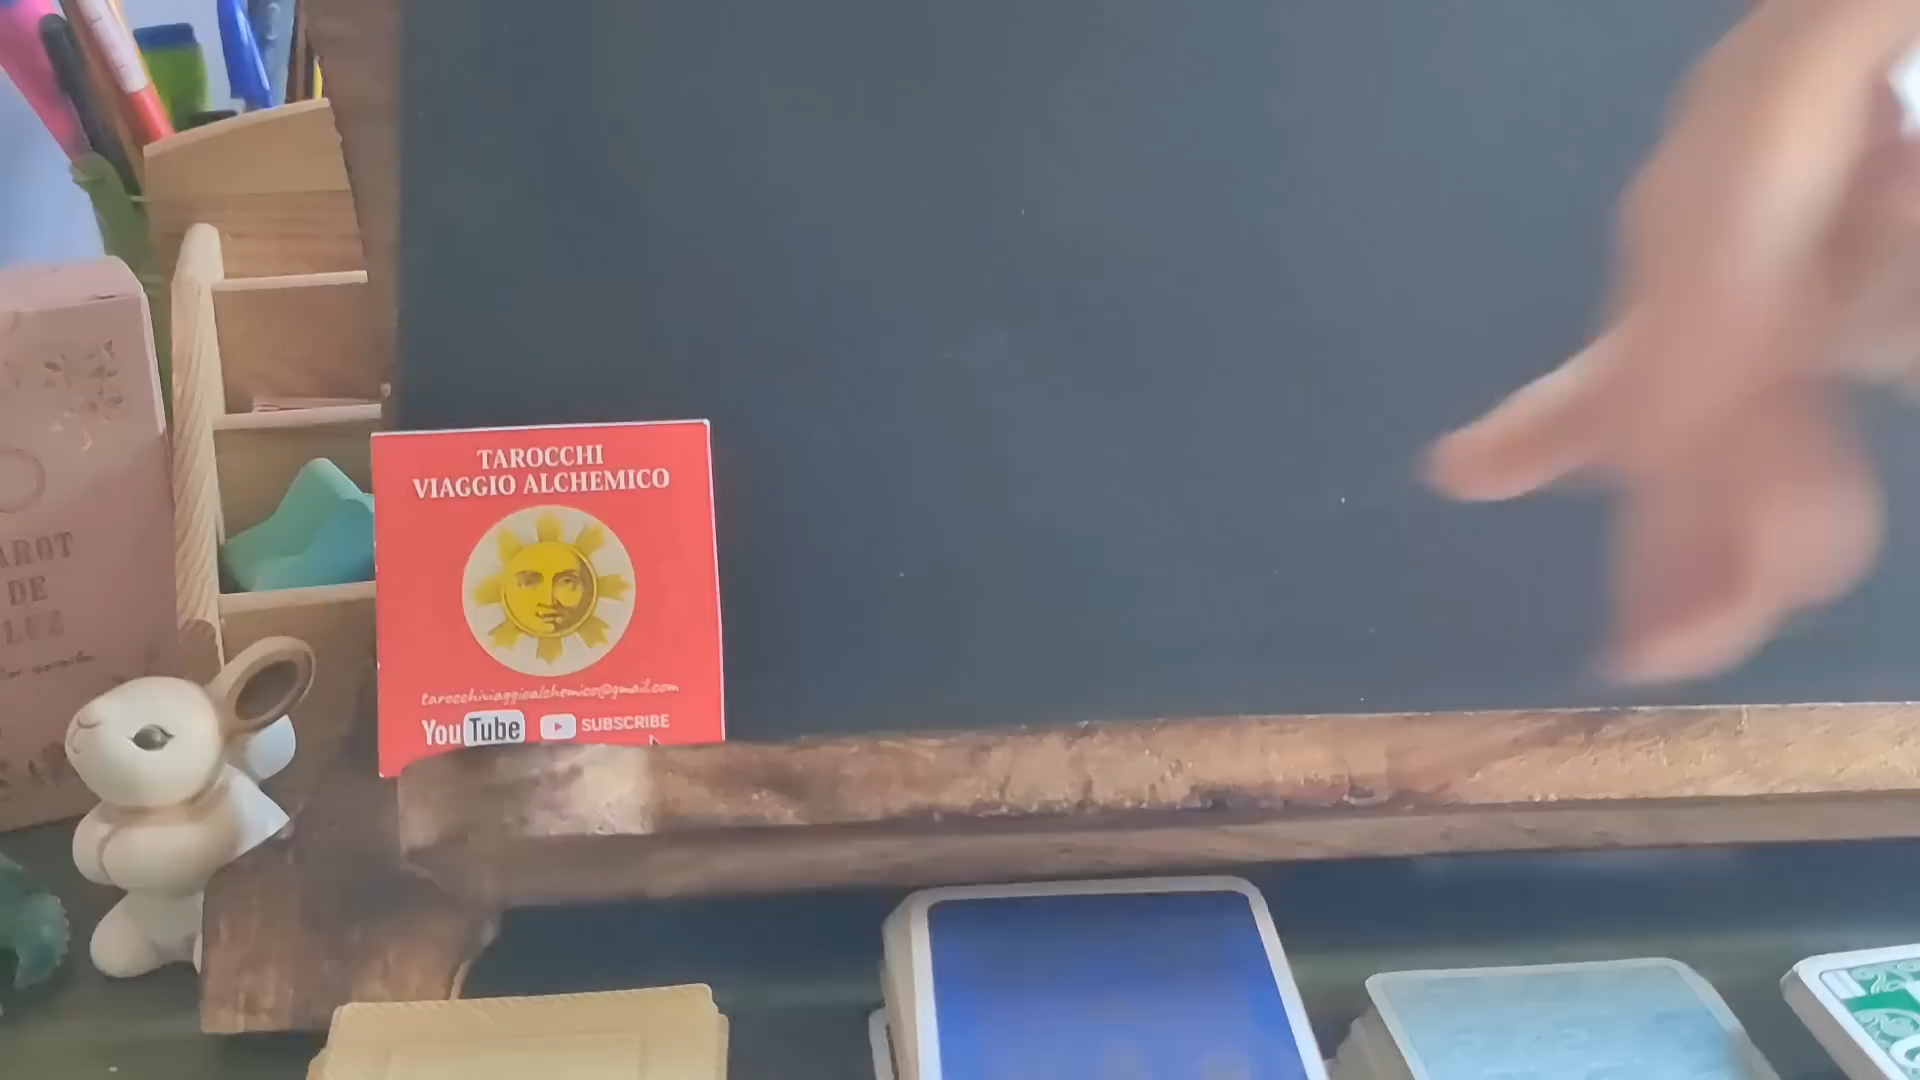 TAROCCHI
VIAGGIO ALCHEMICO
tarocchiviaggioalchemico@gmail.com
YouTube SUBSCRIBE
AROT
DE
LUZ